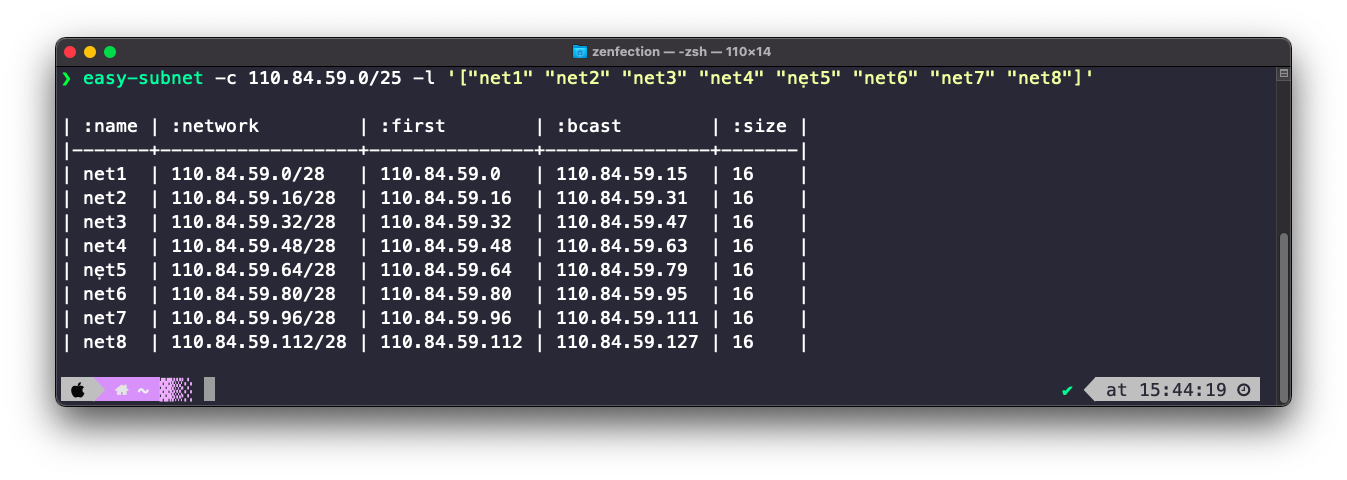 zenfection — -zsh — 110×14
❯ easy-subnet -c 110.84.59.0/25 -l '["net1" "net2" "net3" "net4" "nẹt5" "net6" "net7" "net8"]'
| :name | :network         | :first        | :bcast        | :size |
|-------+------------------+---------------+---------------+-------|
| net1  | 110.84.59.0/28   | 110.84.59.0   | 110.84.59.15  | 16    |
| net2  | 110.84.59.16/28  | 110.84.59.16  | 110.84.59.31  | 16    |
| net3  | 110.84.59.32/28  | 110.84.59.32  | 110.84.59.47  | 16    |
| net4  | 110.84.59.48/28  | 110.84.59.48  | 110.84.59.63  | 16    |
| nẹt5  | 110.84.59.64/28  | 110.84.59.64  | 110.84.59.79  | 16    |
| net6  | 110.84.59.80/28  | 110.84.59.80  | 110.84.59.95  | 16    |
| net7  | 110.84.59.96/28  | 110.84.59.96  | 110.84.59.111 | 16    |
| net8  | 110.84.59.112/28 | 110.84.59.112 | 110.84.59.127 | 16    |
~ ✔ at 15:44:19